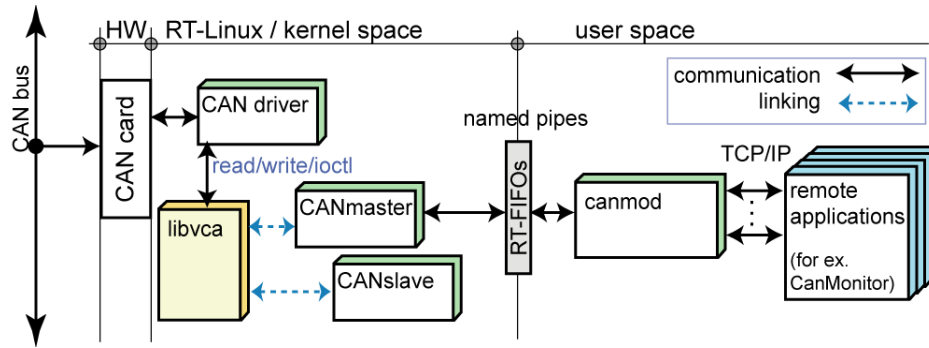 HW
RT-Linux / kernel space
user space
CAN bus
CAN card
CAN driver
communication
linking
named pipes
read/write/ioctl
TCP/IP
libvca
CANmaster
RT-FIFOs
canmod
remote
applications
(for ex.
CanMonitor)
CANslave